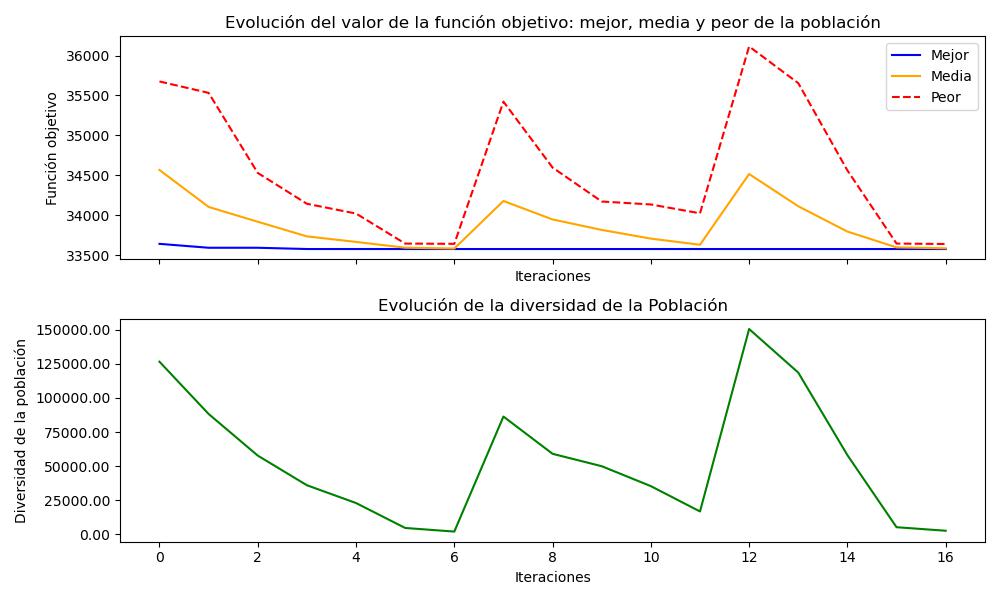 Evolución del valor de la función objetivo: mejor, media y peor de la población
Función objetivo
36000
35500
35000
34500
34000
33500
Mejor
Media
Peor
Iteraciones
Evolución de la diversidad de la Población
Diversidad de la población
150000.00
125000.00
100000.00
75000.00
50000.00
25000.00
0.00
0 2 4 6 8 10 12 14 16
Iteraciones